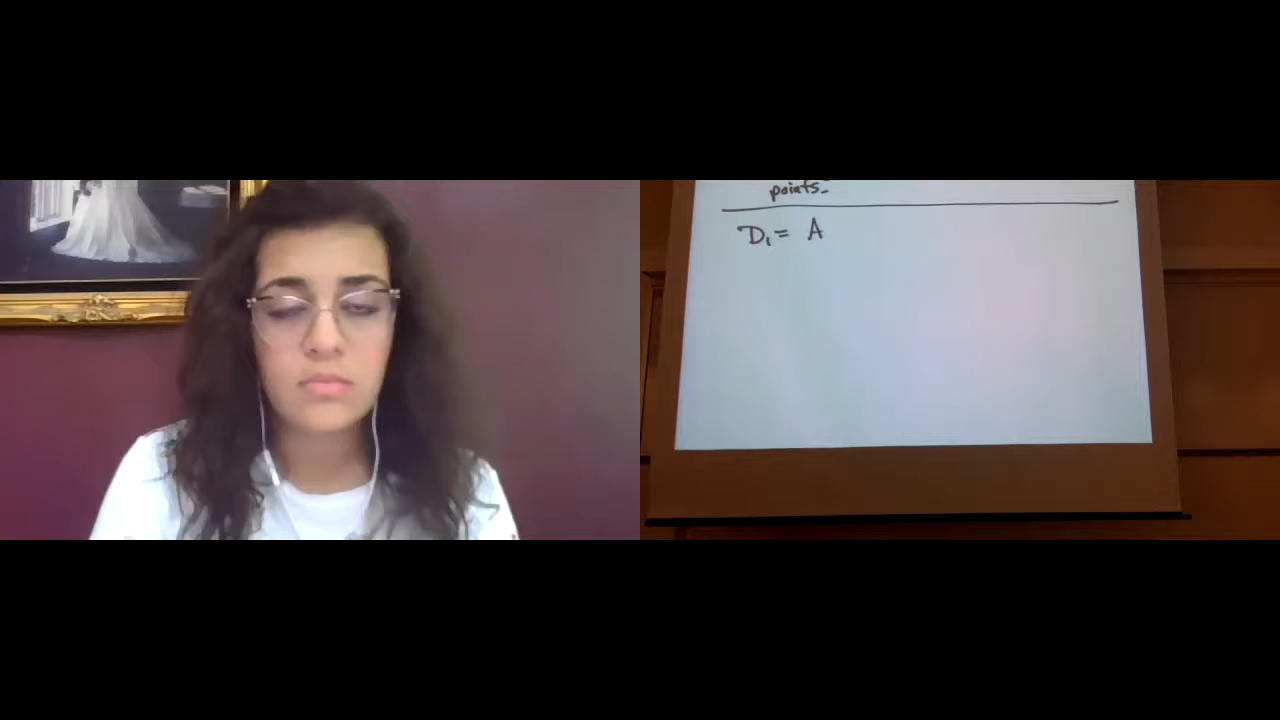 points.
D₁ = A